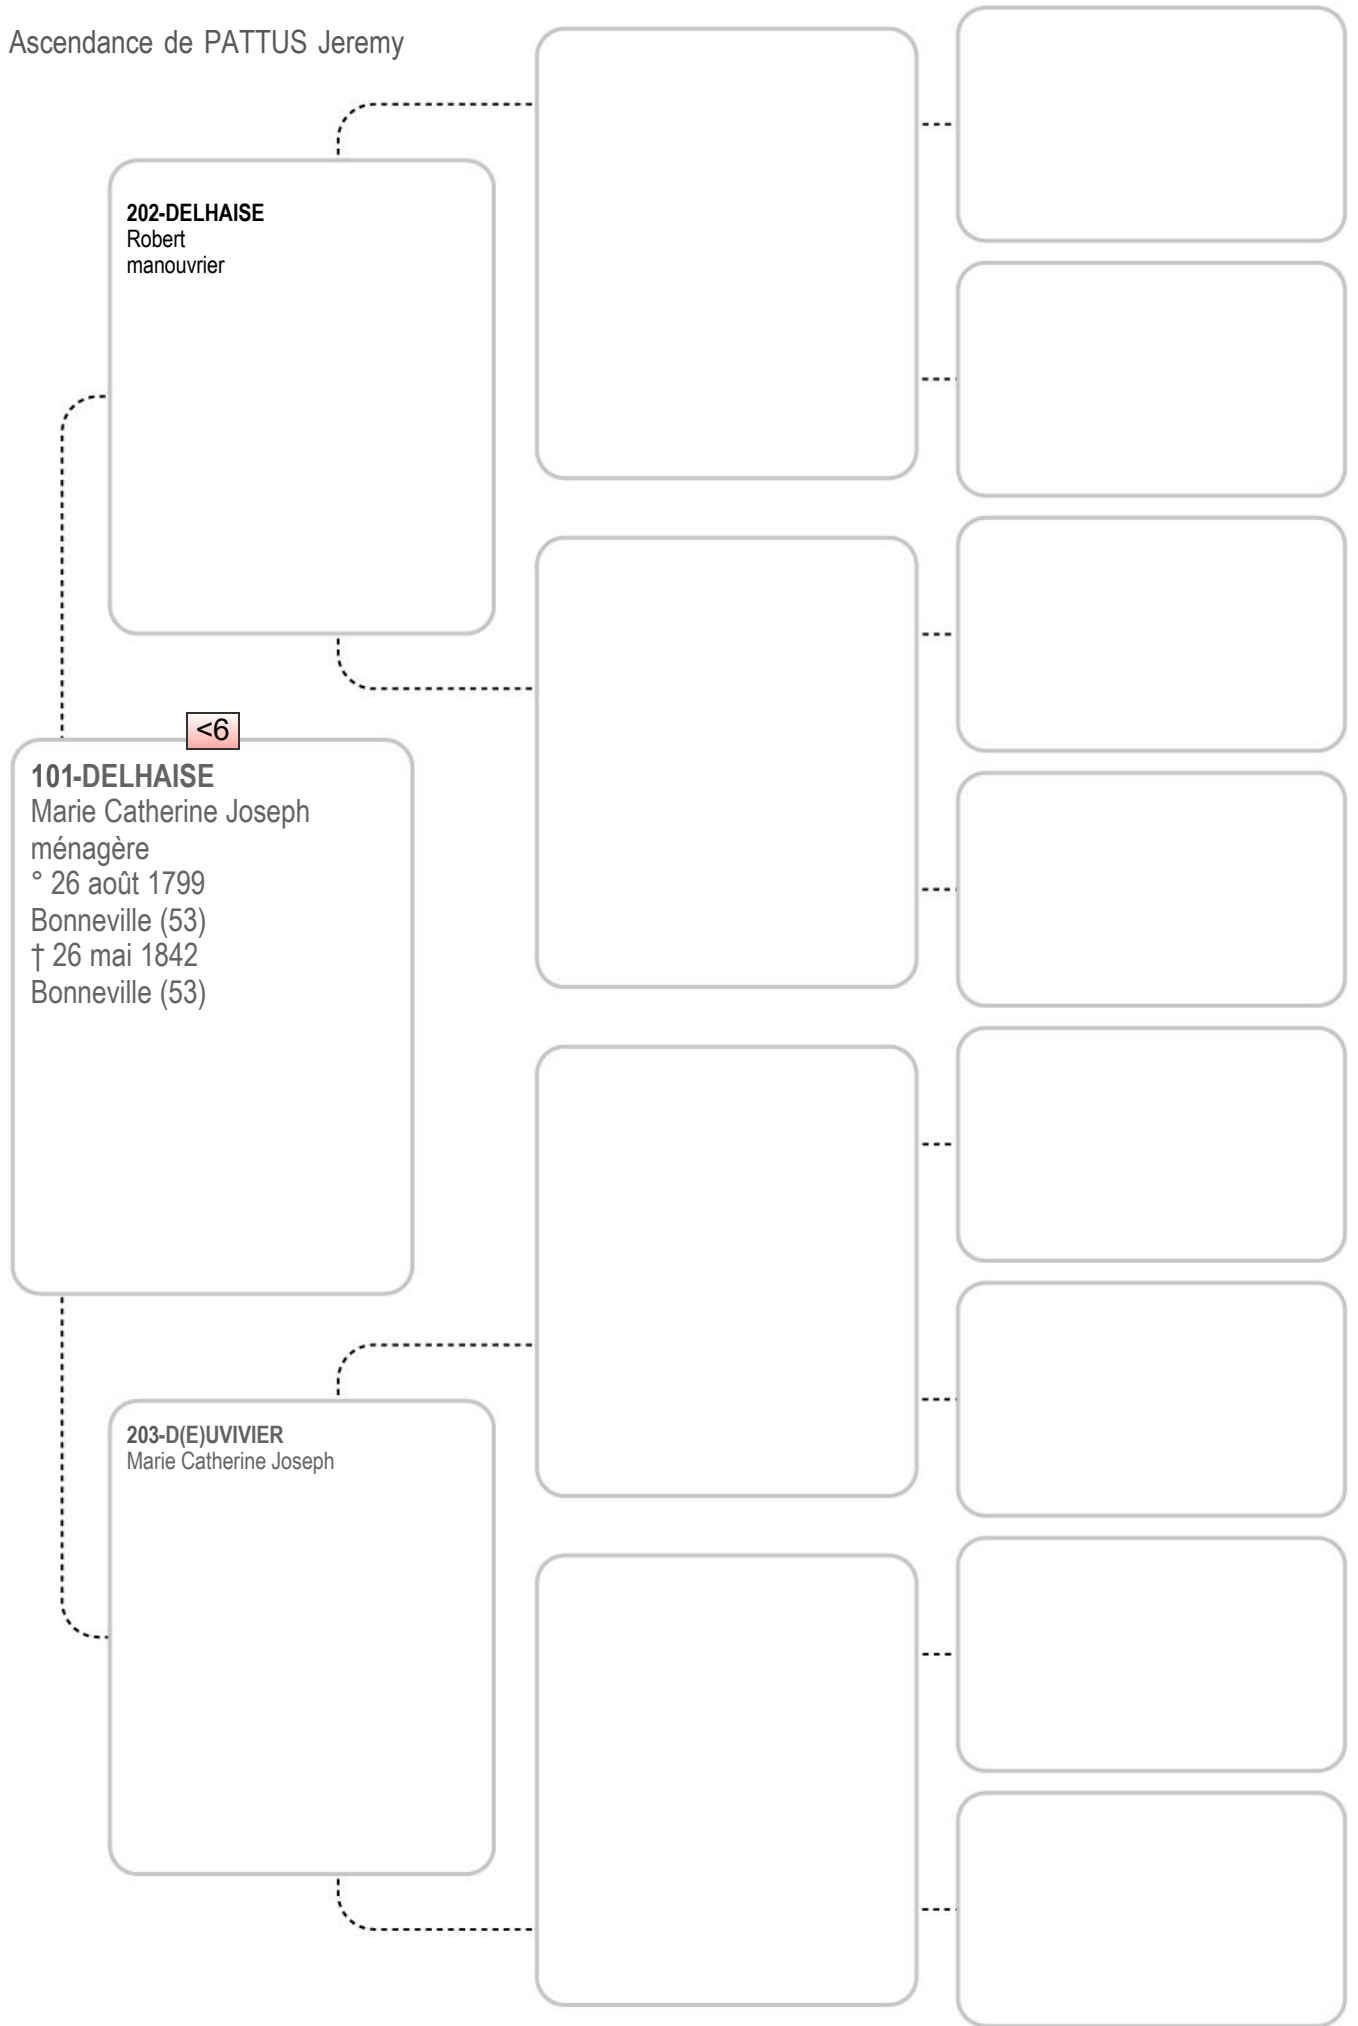 Ascendance de PATTUS Jeremy
202-DELHAISE
Robert
manouvrier
<6
101-DELHAISE
Marie Catherine Joseph
ménagère
° 26 août 1799
Bonneville (53)
† 26 mai 1842
Bonneville (53)
203-D(E)UVIVIER
Marie Catherine Joseph